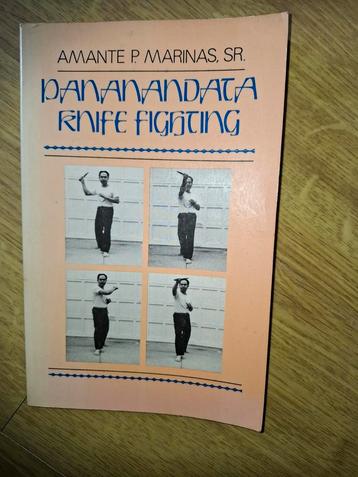 AMANTE P. MARINAS, SR.
PANANANDATA
KNIFE FIGHTING